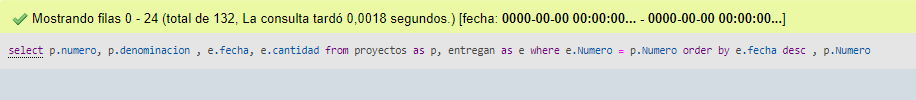 Mostrando filas 0 - 24 (total de 132, La consulta tardó 0,0018 segundos.) [fecha: 0000-00-00 00:00:00... - 0000-00-00 00:00:00...]
select p.numero, p.denominacion , e.fecha, e.cantidad from proyectos as p, entregan as e where e.Numero = p.Numero order by e.fecha desc , p.Numero